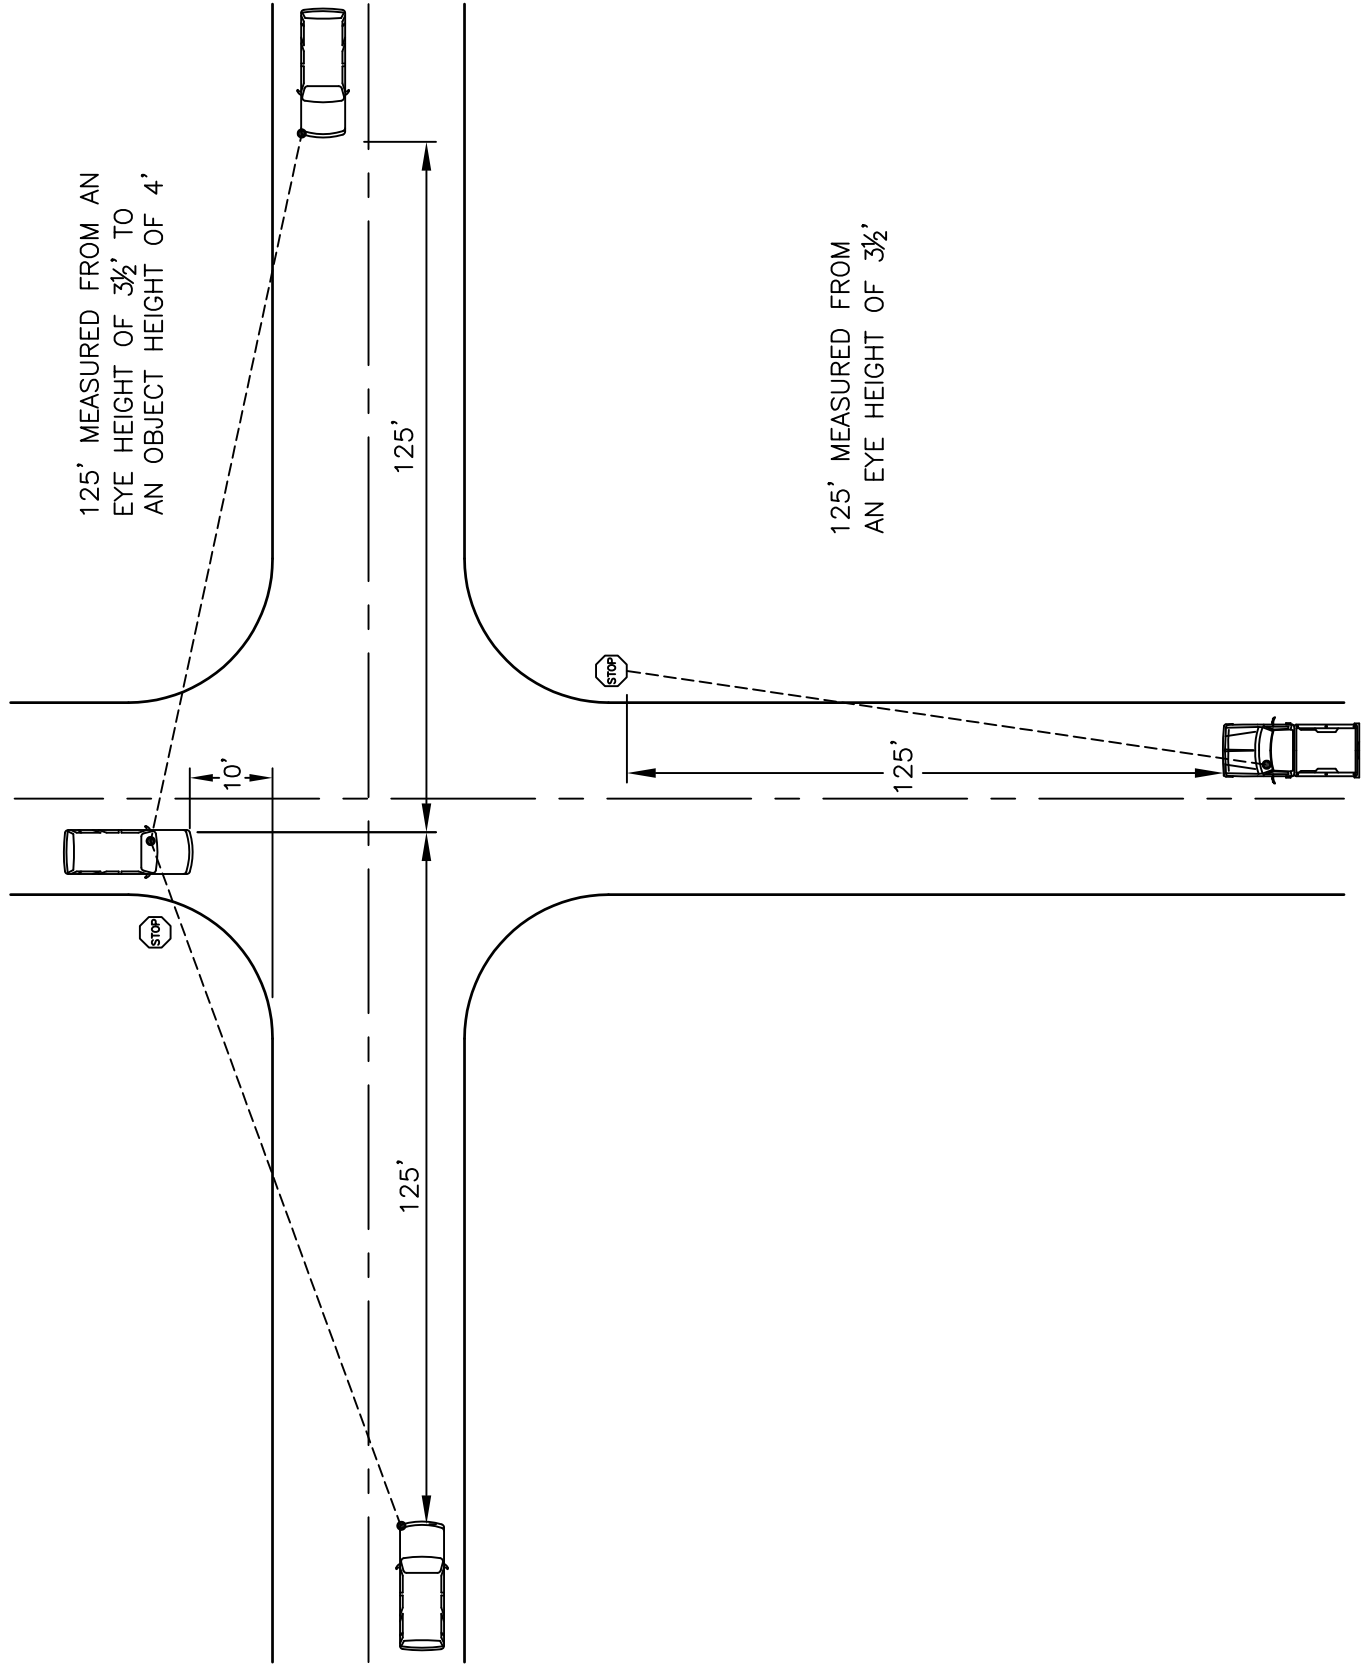 125' MEASURED FROM AN
EYE HEIGHT OF 3½' TO
AN OBJECT HEIGHT OF 4'
125'
125' MEASURED FROM
AN EYE HEIGHT OF 3½'
STOP
10'
125'
STOP
125'